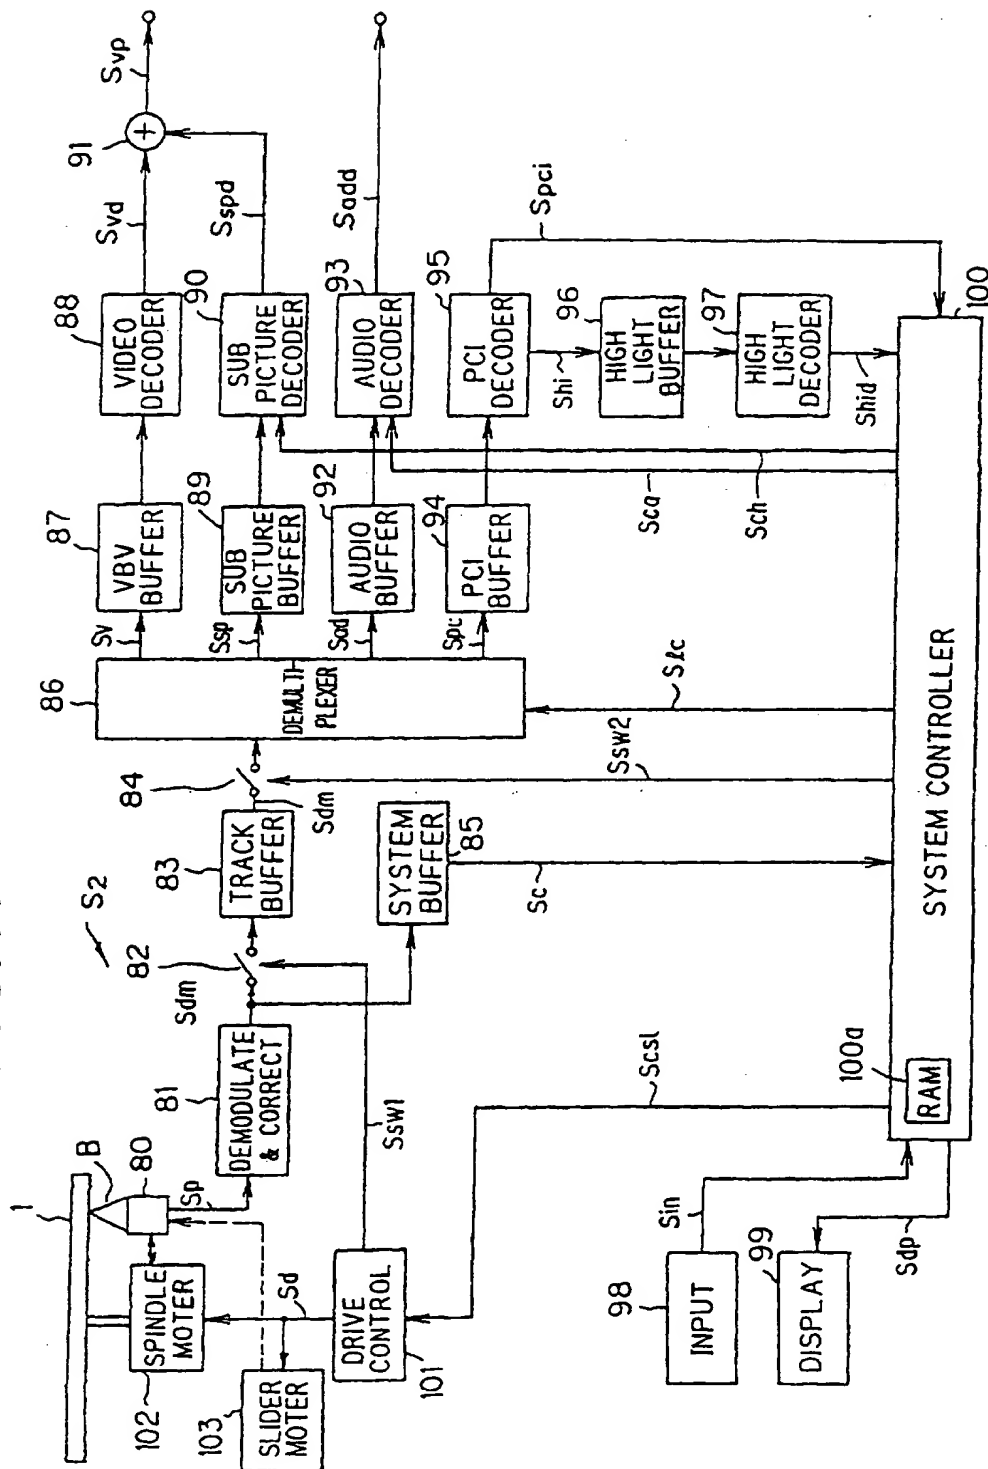 1
B
80
Sp
SPINDLE
MOTER
102
SLIDER
MOTER
103
Sd
DRIVE
CONTROL
101
DEMODULATE
& CORRECT
81
Sdm
82
S2
Ssw1
TRACK
BUFFER
83
84
Sdm
SYSTEM
BUFFER
85
Sc
Scsl
86
DEMULTI-
PLEXER
Ssw2
Slc
Sv
Ssp
Sad
Spc
VBV
BUFFER
87
SUB
PICTURE
BUFFER
89
AUDIO
BUFFER
92
PCI
BUFFER
94
VIDEO
DECODER
88
SUB
PICTURE
DECODER
90
AUDIO
DECODER
93
PCI
DECODER
95
Svd
91
+
Svp
Sspd
Sadd
Spci
Shi
HIGH
LIGHT
BUFFER
96
HIGH
LIGHT
DECODER
97
Shid
Sca
Sch
INPUT
98
Sin
DISPLAY
99
Sdp
RAM
100a
SYSTEM CONTROLLER
100